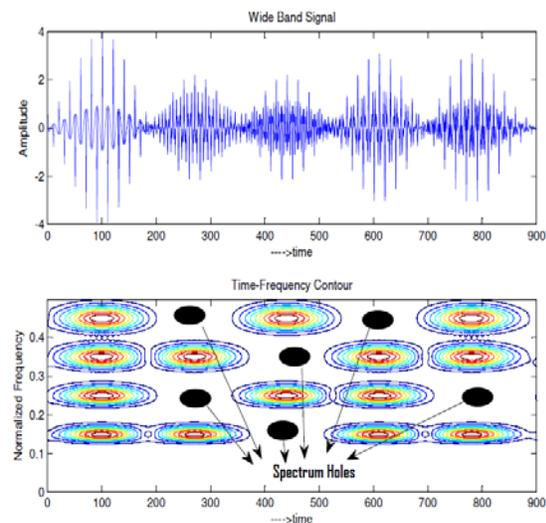 Wide Band Signal
4
2
0
-2
-4
Amplitude
0 100 200 300 400 500 600 700 800 900
---->time
Time-Frequency Contour
0.4
0.3
0.2
0.1
0
Normalized Frequency
Spectrum Holes
0 100 200 300 400 500 600 700 800 900
---->time